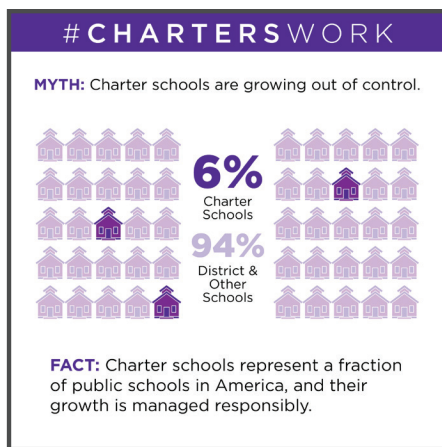 #CHARTERSWORK
MYTH: Charter schools are growing out of control.
6%
Charter
Schools
94%
District &
Other
Schools
FACT: Charter schools represent a fraction
of public schools in America, and their
growth is managed responsibly.